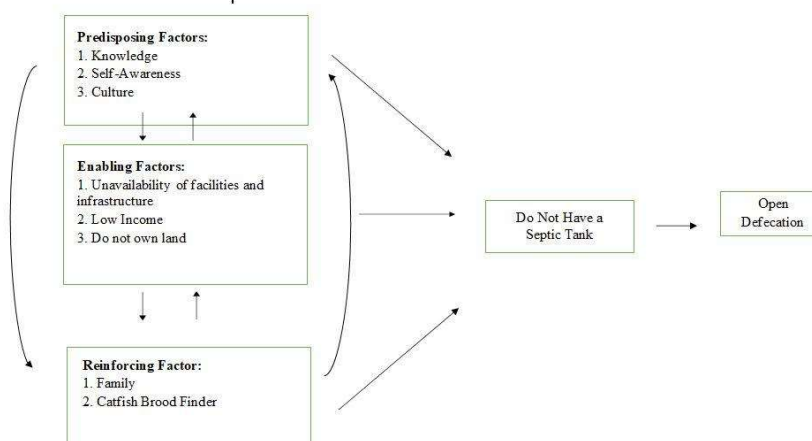 Predisposing Factors:
1. Knowledge
2. Self-Awareness
3. Culture
Enabling Factors:
1. Unavailability of facilities and
infrastructure
2. Low Income
3. Do not own land
Reinforcing Factor:
1. Family
2. Catfish Brood Finder
Do Not Have a
Septic Tank
Open
Defecation